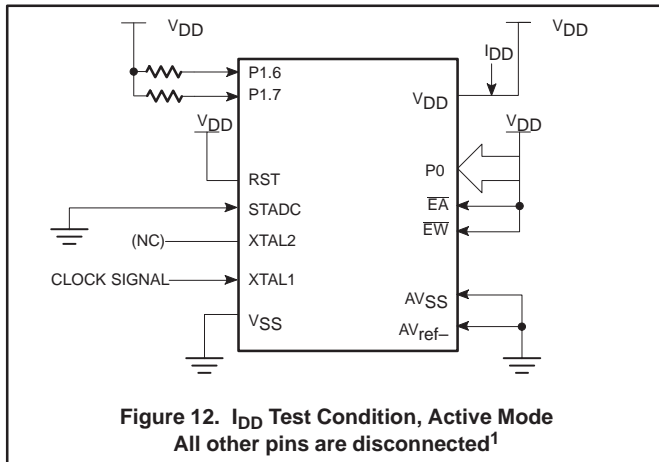 VDD
VDD
IDD
P1.6
P1.7
VDD
VDD
VDD
P0
RST
EA
STADC
EW
(NC)
XTAL2
CLOCK SIGNAL
XTAL1
AVSS
VSS
AVref–
Figure 12. IDD Test Condition, Active Mode
All other pins are disconnected1